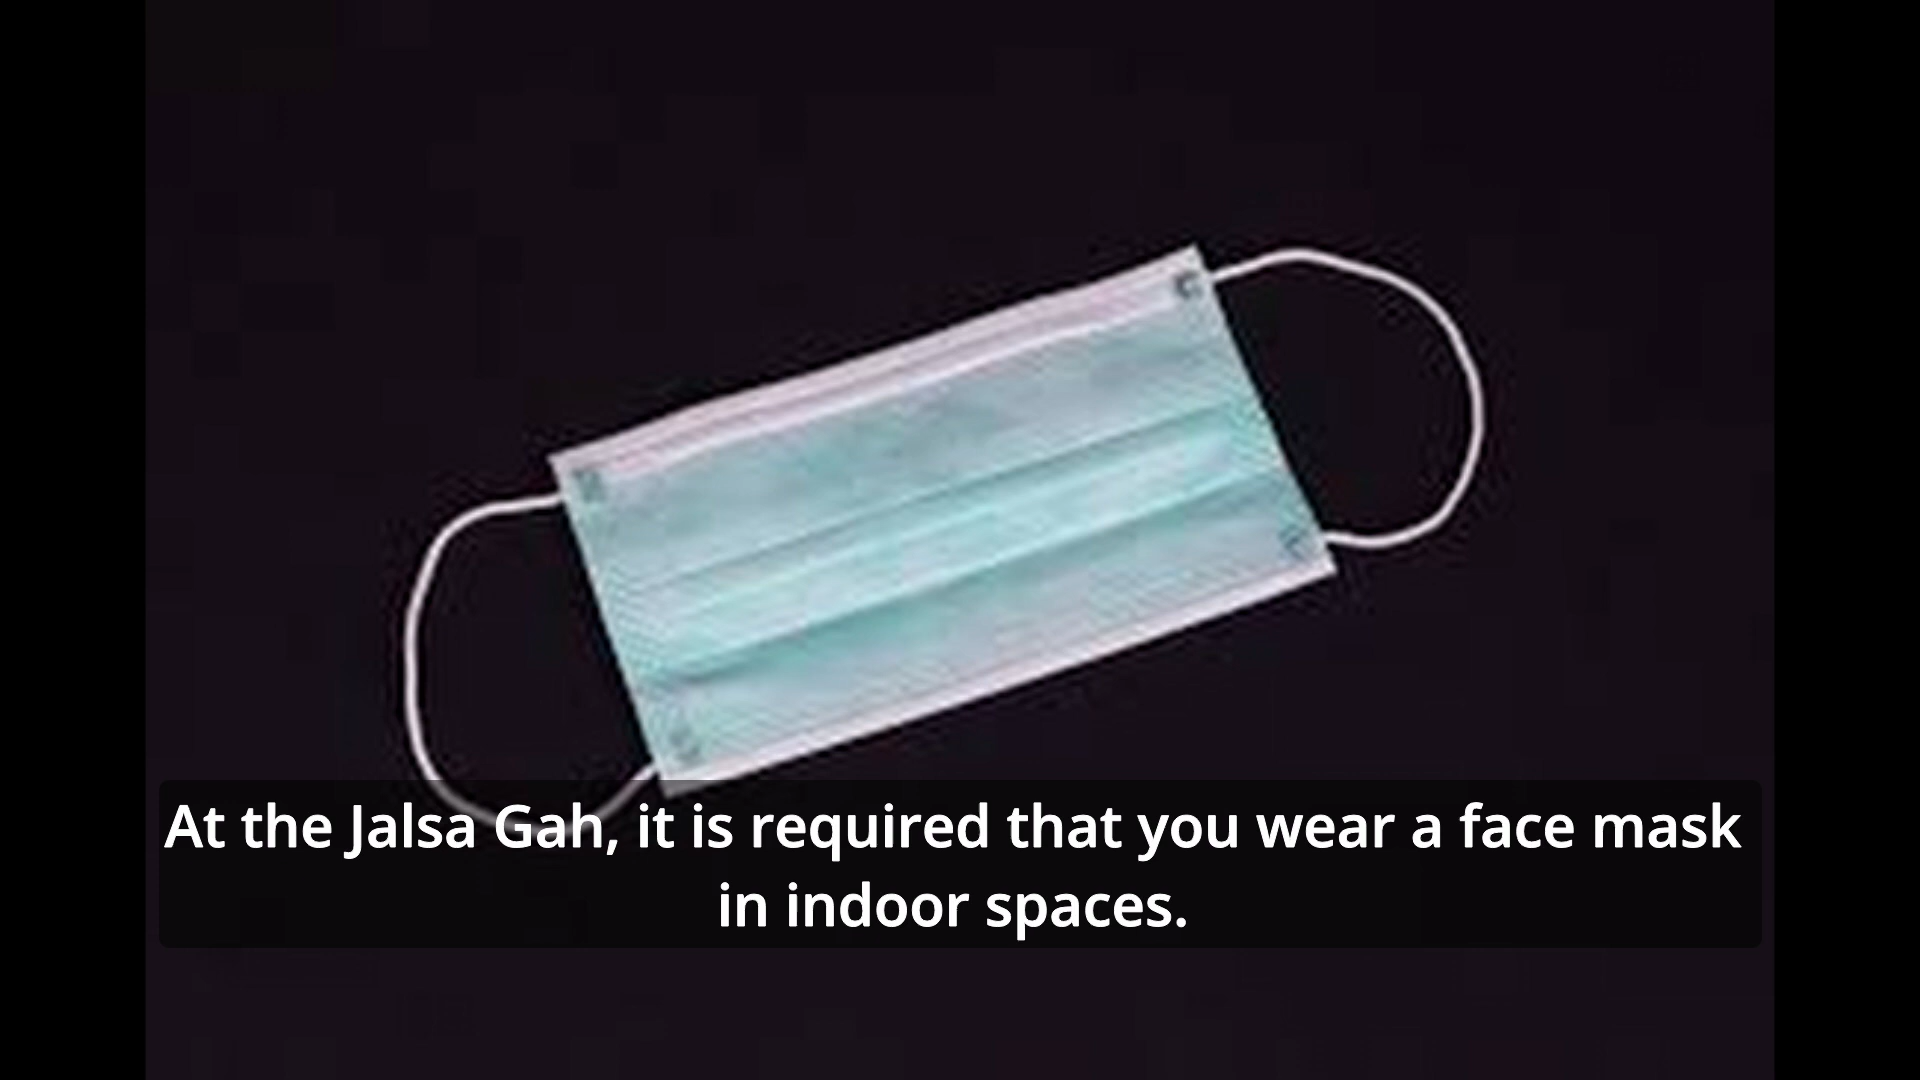 At the Jalsa Gah, it is required that you wear a face mask
in indoor spaces.